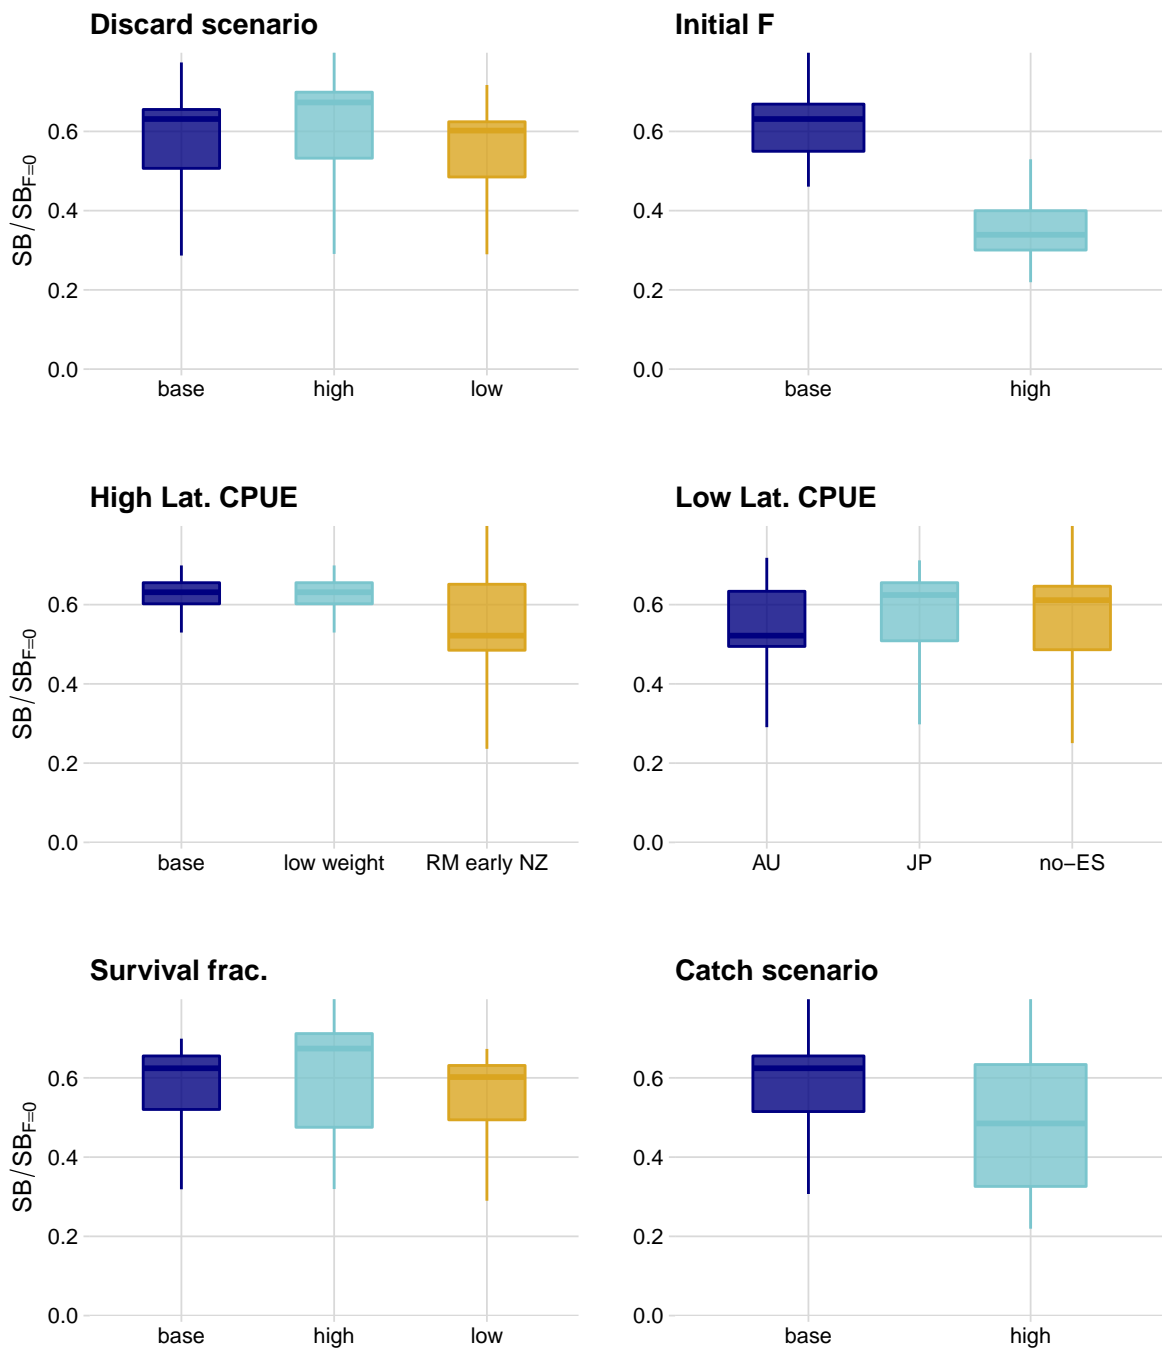 Discard scenario
SB/SB_F=0
0.6
0.4
0.2
0.0
base high low
Initial F
0.6
0.4
0.2
0.0
base high
High Lat. CPUE
SB/SB_F=0
0.6
0.4
0.2
0.0
base low weight RM early NZ
Low Lat. CPUE
0.6
0.4
0.2
0.0
AU JP no−ES
Survival frac.
SB/SB_F=0
0.6
0.4
0.2
0.0
base high low
Catch scenario
0.6
0.4
0.2
0.0
base high